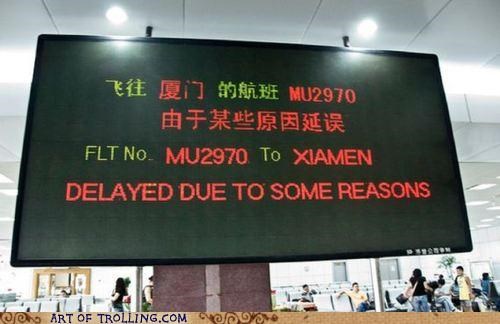 飞往 厦门 的航班 MU2970
由于某些原因延误
FLT No. MU2970 To XIAMEN
DELAYED DUE TO SOME REASONS
ART OF TROLLING.COM